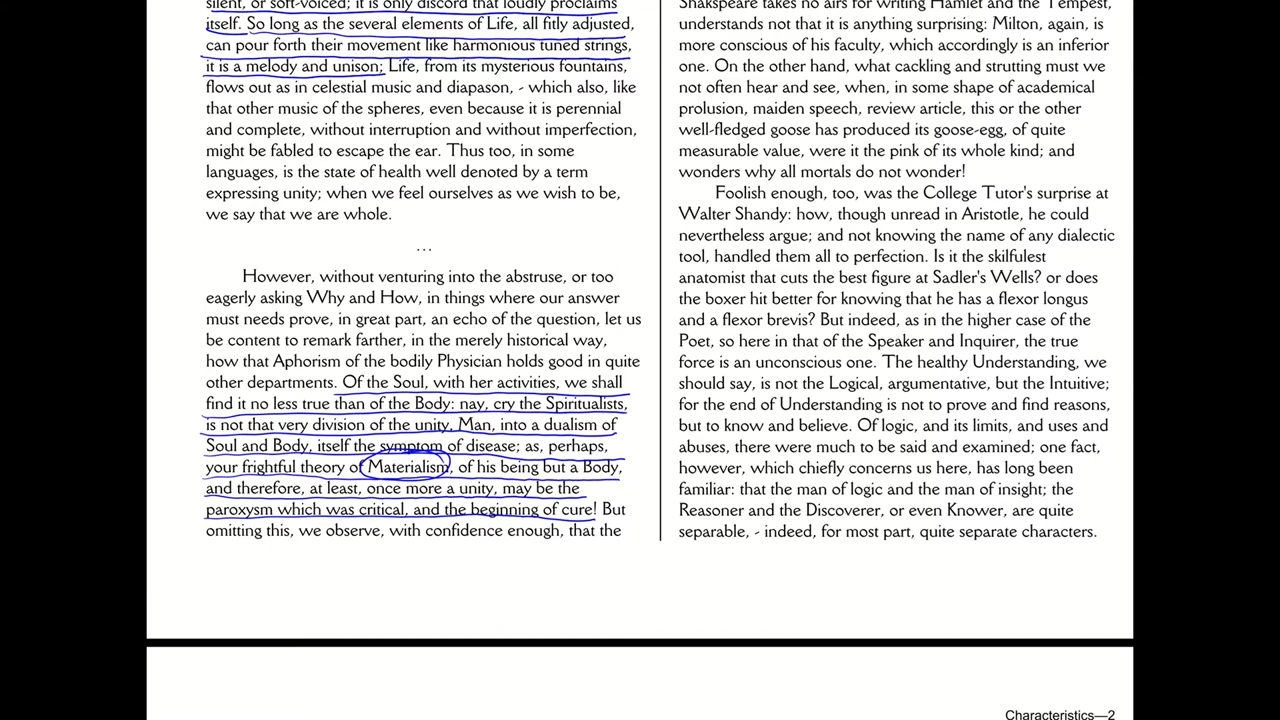 silent, or soft-voiced; it is only discord that loudly proclaims
itself. So long as the several elements of Life, all fitly adjusted,
can pour forth their movement like harmonious tuned strings,
it is a melody and unison; Life, from its mysterious fountains,
flows out as in celestial music and diapason, - which also, like
that other music of the spheres, even because it is perennial
and complete, without interruption and without imperfection,
might be fabled to escape the ear. Thus too, in some
languages, is the state of health well denoted by a term
expressing unity; when we feel ourselves as we wish to be,
we say that we are whole.
...
However, without venturing into the abstruse, or too
eagerly asking Why and How, in things where our answer
must needs prove, in great part, an echo of the question, let us
be content to remark farther, in the merely historical way,
how that Aphorism of the bodily Physician holds good in quite
other departments. Of the Soul, with her activities, we shall
find it no less true than of the Body: nay, cry the Spiritualists,
is not that very division of the unity, Man, into a dualism of
Soul and Body, itself the symptom of disease; as, perhaps,
your frightful theory of Materialism, of his being but a Body,
and therefore, at least, once more a unity, may be the
paroxysm which was critical, and the beginning of cure! But
omitting this, we observe, with confidence enough, that the
Shakspeare takes no airs for writing Hamlet and the Tempest,
understands not that it is anything surprising: Milton, again, is
more conscious of his faculty, which accordingly is an inferior
one. On the other hand, what cackling and strutting must we
not often hear and see, when, in some shape of academical
prolusion, maiden speech, review article, this or the other
well-fledged goose has produced its goose-egg, of quite
measurable value, were it the pink of its whole kind; and
wonders why all mortals do not wonder!
Foolish enough, too, was the College Tutor's surprise at
Walter Shandy: how, though unread in Aristotle, he could
nevertheless argue; and not knowing the name of any dialectic
tool, handled them all to perfection. Is it the skilfulest
anatomist that cuts the best figure at Sadler's Wells? or does
the boxer hit better for knowing that he has a flexor longus
and a flexor brevis? But indeed, as in the higher case of the
Poet, so here in that of the Speaker and Inquirer, the true
force is an unconscious one. The healthy Understanding, we
should say, is not the Logical, argumentative, but the Intuitive;
for the end of Understanding is not to prove and find reasons,
but to know and believe. Of logic, and its limits, and uses and
abuses, there were much to be said and examined; one fact,
however, which chiefly concerns us here, has long been
familiar: that the man of logic and the man of insight; the
Reasoner and the Discoverer, or even Knower, are quite
separable, - indeed, for most part, quite separate characters.
Characteristics—2